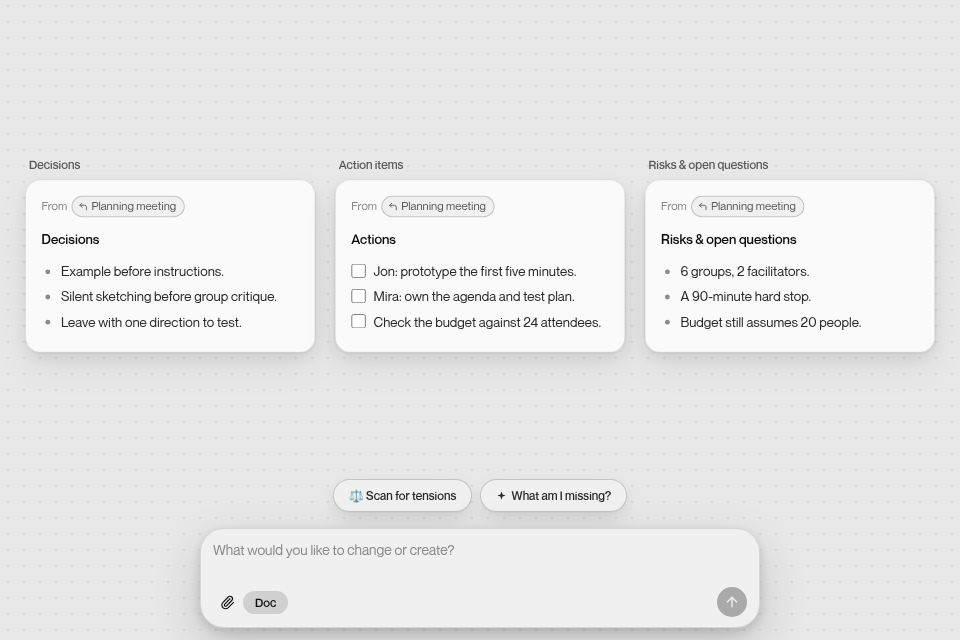 Decisions
From Planning meeting
Decisions
Example before instructions.
Silent sketching before group critique.
Leave with one direction to test.
Action items
From Planning meeting
Actions
Jon: prototype the first five minutes.
Mira: own the agenda and test plan.
Check the budget against 24 attendees.
Risks & open questions
From Planning meeting
Risks & open questions
6 groups, 2 facilitators.
A 90-minute hard stop.
Budget still assumes 20 people.
Scan for tensions
What am I missing?
What would you like to change or create?
Doc